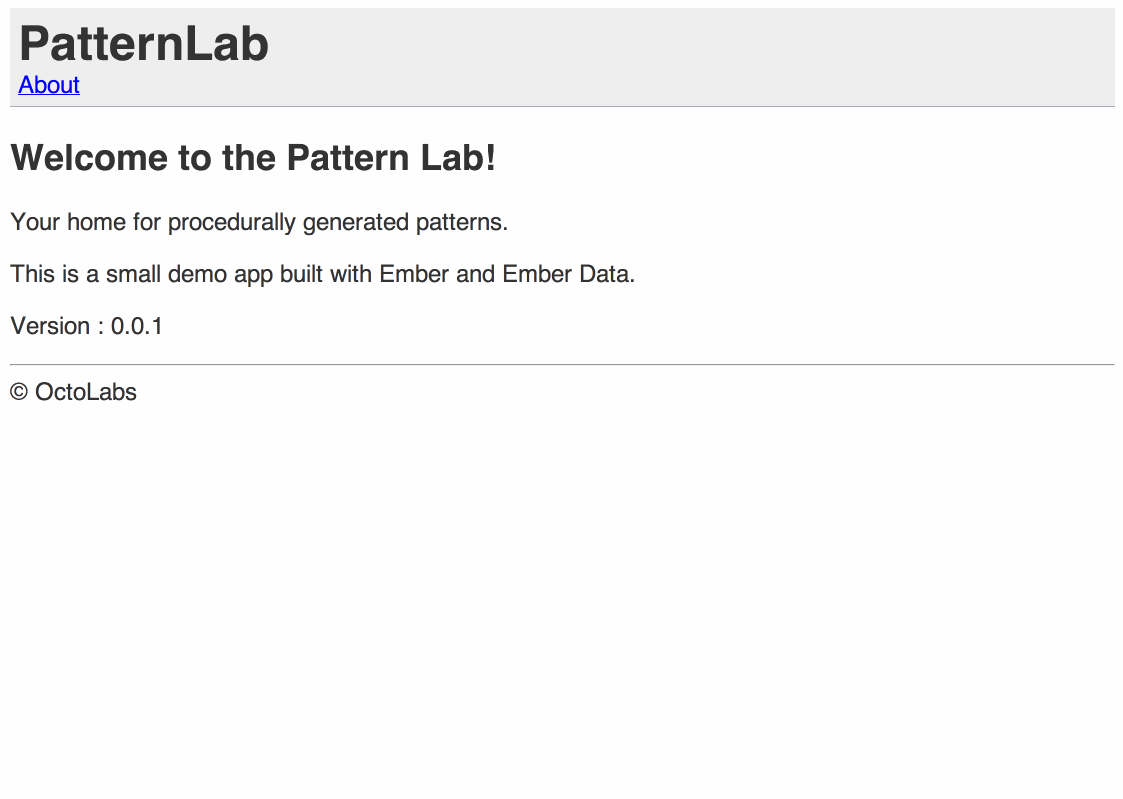 PatternLab
About
Welcome to the Pattern Lab!
Your home for procedurally generated patterns.
This is a small demo app built with Ember and Ember Data.
Version : 0.0.1
© OctoLabs